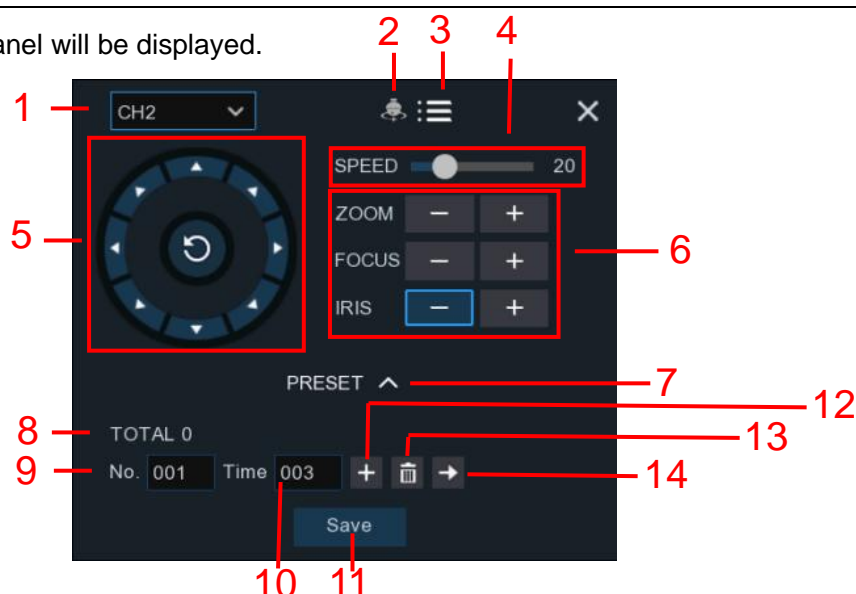 anel will be displayed.
2 3 4
1 CH2
SPEED 20
ZOOM − +
5 FOCUS − + 6
IRIS − +
PRESET 7
12
8 TOTAL 0 13
9 No. 001 Time 003 + 14
Save
10 11